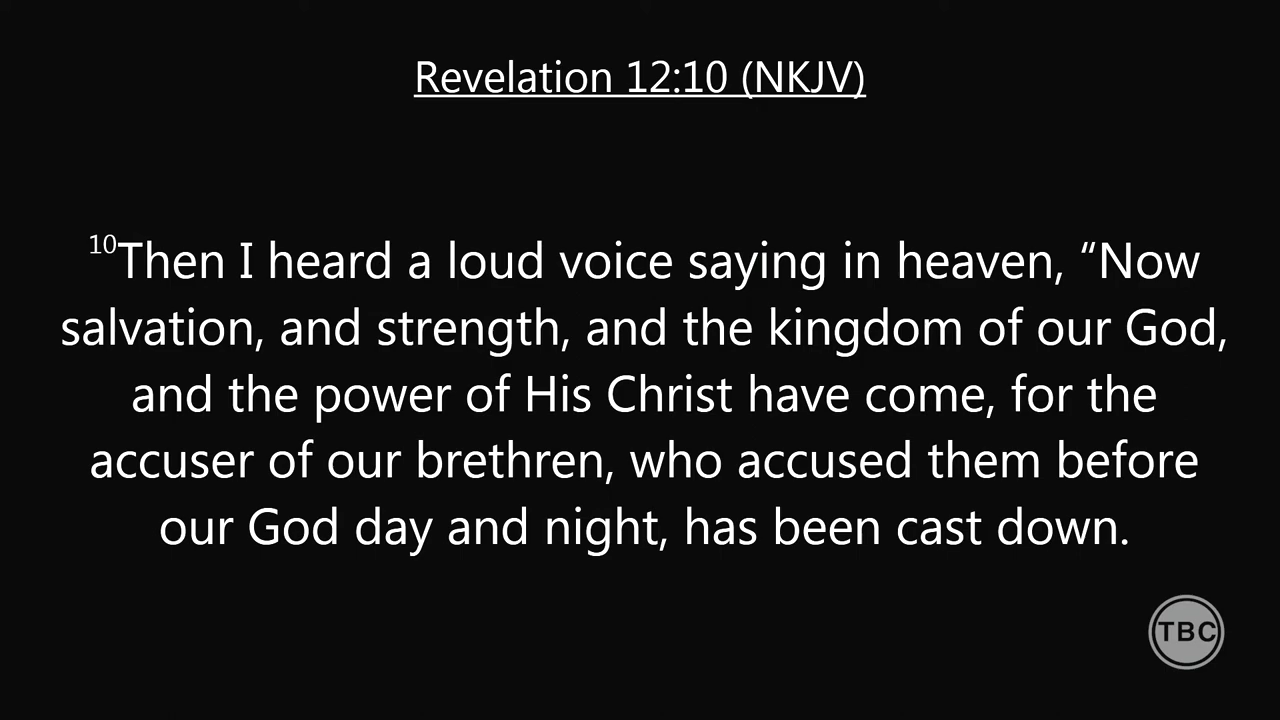 Revelation 12:10 (NKJV)
10Then I heard a loud voice saying in heaven, “Now
salvation, and strength, and the kingdom of our God,
and the power of His Christ have come, for the
accuser of our brethren, who accused them before
our God day and night, has been cast down.
TBC